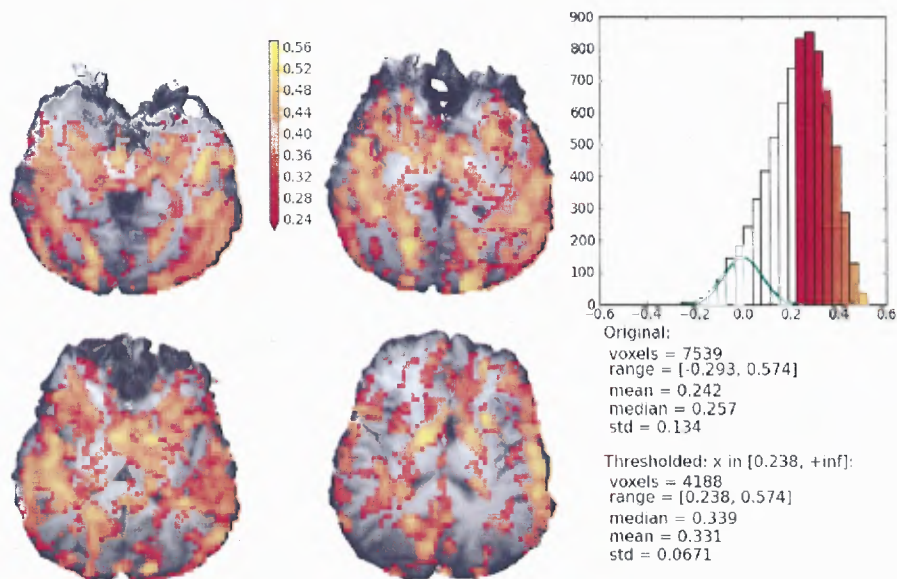 0.56
0.52
0.48
0.44
0.40
0.36
0.32
0.28
0.24
900
800
700
600
500
400
300
200
100
0
−0.6 −0.4 −0.2 0.0 0.2 0.4 0.6
Original:
voxels = 7539
range = [-0.293, 0.574]
mean = 0.242
median = 0.257
std = 0.134
Thresholded: x in [0.238, +inf]:
voxels = 4188
range = [0.238, 0.574]
median = 0.339
mean = 0.331
std = 0.0671